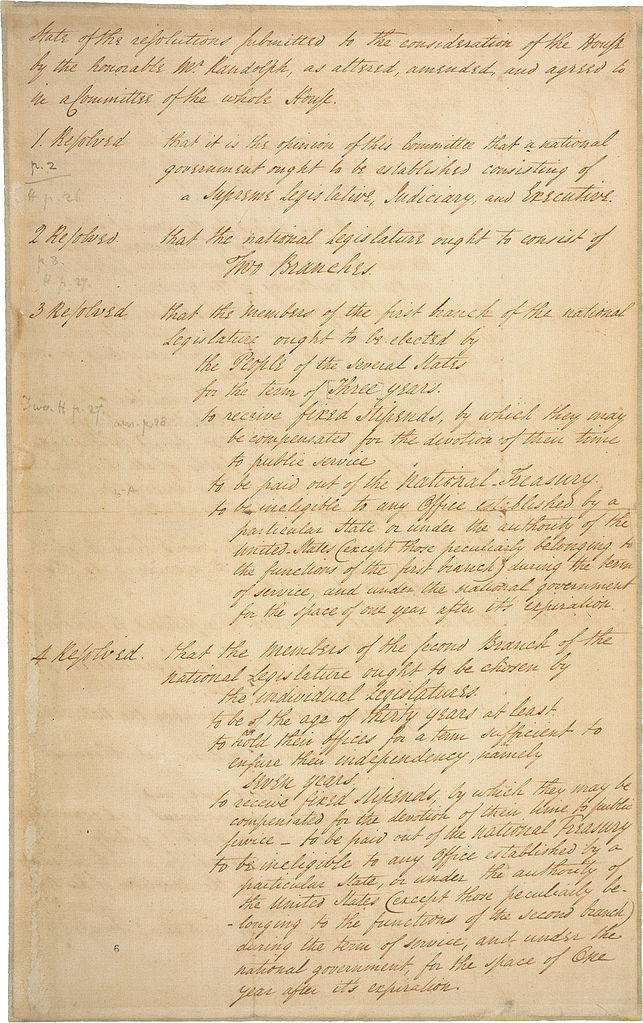 State of the resolutions submitted to the consideration of the House
by the honorable Mr Randolph, as altered, amended, and agreed to
in a Committee of the whole House.
1. Resolved that it is the opinion of this Committee that a national
p. 2
government ought to be established consisting of
H p. 26
a Supreme Legislative, Judiciary, and Executive.
2 Resolved. that the national Legislature ought to consist of
p. 3.
Two Branches.
H. p. 27.
3 Resolved that the Members of the first branch of the national
Legislature ought to be elected by
the People of the several States
for the term of Three years.
H p. 27.
to receive fixed Stipends, by which they may
p. 28
be compensated for the devotion of their time
to public service
to be paid out of the National-Treasury.
to be ineligible to any Office established by a
particular State or under the authority of the
United-States (except those peculiarly belonging to
the functions of the first branch) during the term
of service, and under the national government
for the space of one year after it's expiration.
4 Resolved. that the Members of the second Branch of the
national Legislature ought to be chosen by
the individual Legislatures.
to be of the age of thirty years at least.
to hold their offices for a term sufficient to
ensure their independency, namely
seven years.
to receive fixed Stipends, by which they may be
compensated for the devotion of their time to public
service – to be paid out of the National Treasury
to be ineligible to any Office established by a
particular State, or under the authority of
the United States (except those peculiarly be-
-longing to the functions of the second branch)
during the term of service, and under the
national government, for the space of One
year after it's expiration.
6